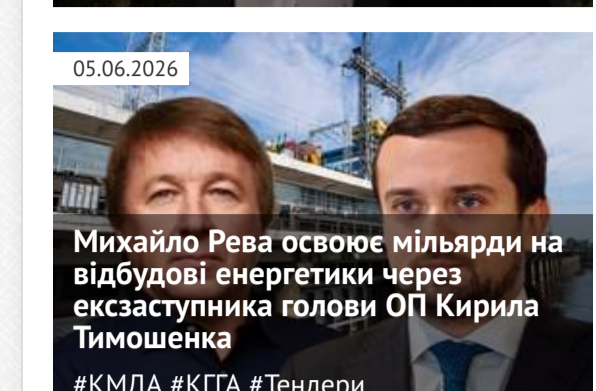 05.06.2026
Михайло Рева освоює мільярди на
відбудові енергетики через
ексзаступника голови ОП Кирила
Тимошенка
#КМДА #КГГА #Тендери